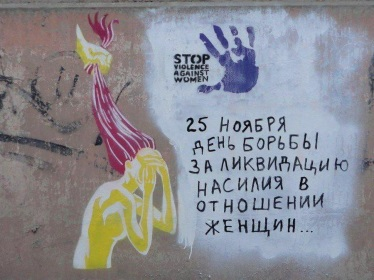 STOP
VIOLENCE
AGAINST
WOMEN
25 НОЯБРЯ
ДЕНЬ БОРЬБЫ
ЗА ЛИКВИДАЦИЮ
НАСИЛИЯ В
ОТНОШЕНИИ
ЖЕНЩИН...